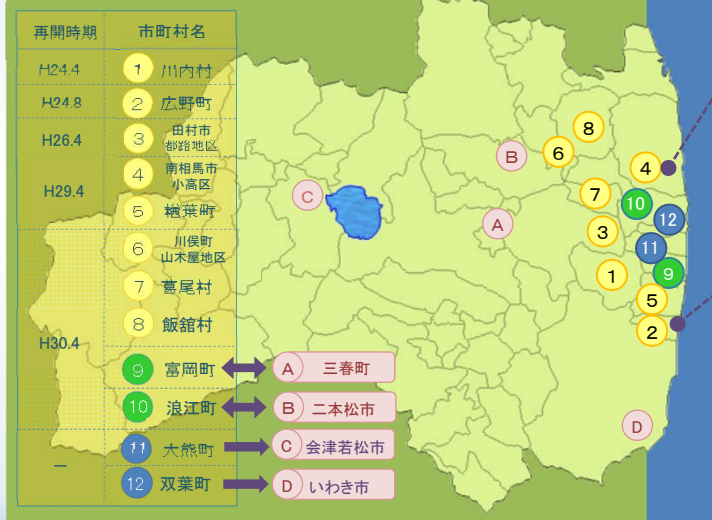 再開時期 市町村名
H24.4 1 川内村
H24.8 2 広野町
H26.4 3 田村市
都路地区
H29.4 4 南相馬市
小高区
5 楢葉町
H30.4 6 川俣町
山木屋地区
7 葛尾村
8 飯舘村
9 富岡町 A 三春町
10 浪江町 B 二本松市
ー 11 大熊町 C 会津若松市
12 双葉町 D いわき市
8
B 6
4
C 7 10
12
A 3
11
1 9
5
2
D